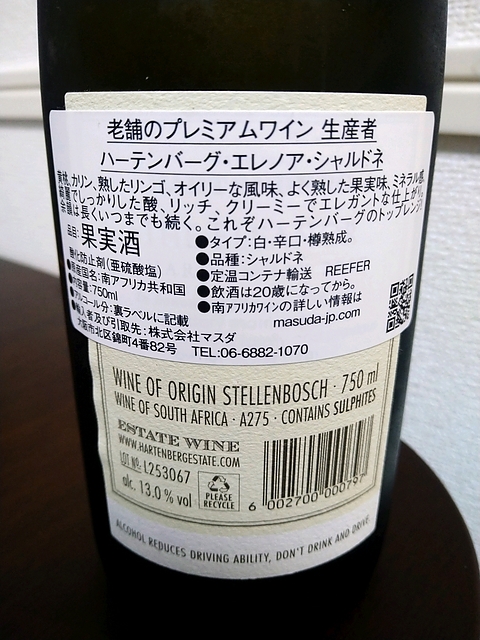 老舗のプレミアムワイン 生産者
ハーテンバーグ・エレノア・シャルドネ
黄桃、カリン、熟したリンゴ、オイリーな風味、よく熟した果実味、ミネラル感、
綺麗でしっかりした酸、リッチ、クリーミーでエレガントな仕上がり。
余韻は長くいつまでも続く。これぞハーテンバーグのトップレンジ。
品目：果実酒
酸化防止剤（亜硫酸塩）
●原産国名：南アフリカ共和国
●内容量：750ml
●アルコール分：裏ラベルに記載
●輸入者及び引取先：株式会社マスダ
大阪市北区錦町4番82号 TEL:06-6882-1070
●タイプ：白・辛口・樽熟成。
●品種：シャルドネ
●定温コンテナ輸送 REEFER
●飲酒は20歳になってから。
●南アフリカワインの詳しい情報は
masuda-jp.com
WINE OF ORIGIN STELLENBOSCH · 750 ml
WINE OF SOUTH AFRICA · A275 · CONTAINS SULPHITES
ESTATE WINE
WWW.HARTENBERGESTATE.COM
LOT No. L253067
alc. 13.0 % vol
PLEASE
RECYCLE
6 002700 000797
ALCOHOL REDUCES DRIVING ABILITY, DON'T DRINK AND DRIVE.